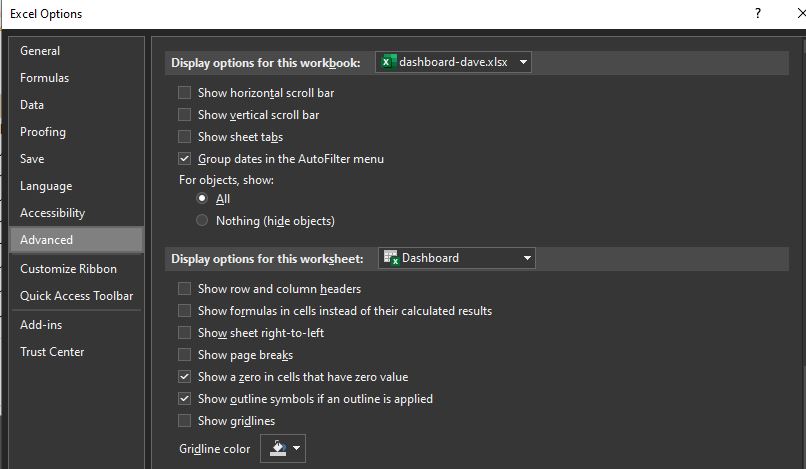 Excel Options
?
General
Formulas
Data
Proofing
Save
Language
Accessibility
Advanced
Customize Ribbon
Quick Access Toolbar
Add-ins
Trust Center
Display options for this workbook: dashboard-dave.xlsx
Show horizontal scroll bar
Show vertical scroll bar
Show sheet tabs
Group dates in the AutoFilter menu
For objects, show:
All
Nothing (hide objects)
Display options for this worksheet: Dashboard
Show row and column headers
Show formulas in cells instead of their calculated results
Show sheet right-to-left
Show page breaks
Show a zero in cells that have zero value
Show outline symbols if an outline is applied
Show gridlines
Gridline color